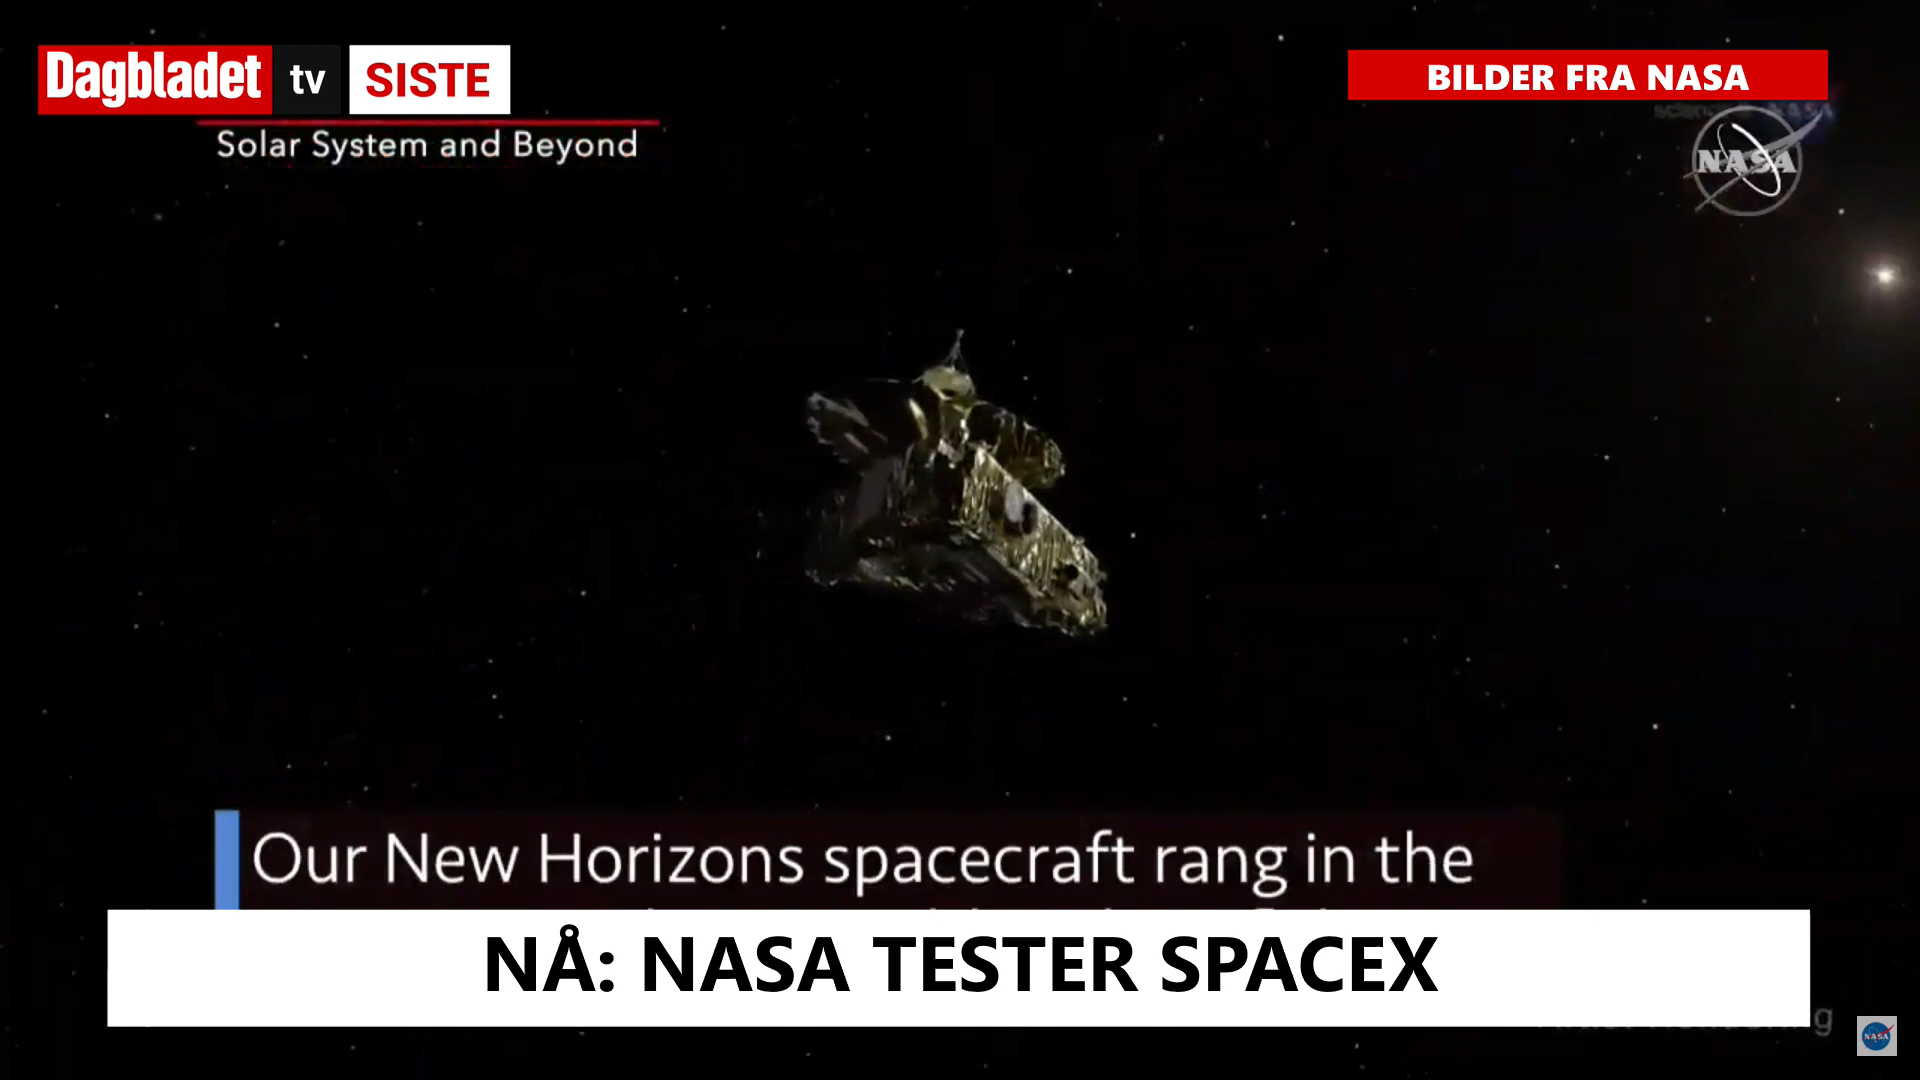 Dagbladet tv SISTE
BILDER FRA NASA
Solar System and Beyond
NASA
Our New Horizons spacecraft rang in the
NÅ: NASA TESTER SPACEX
NASA